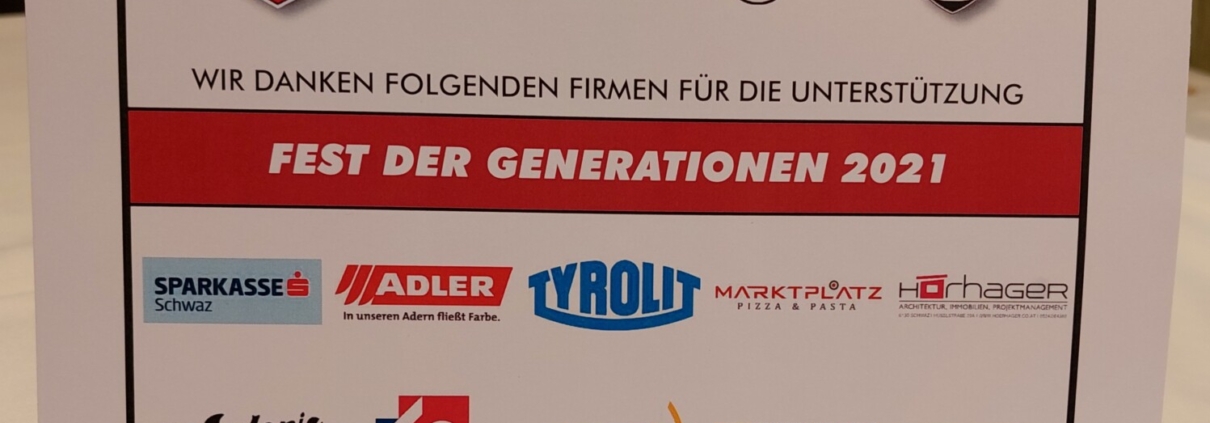 WIR DANKEN FOLGENDEN FIRMEN FÜR DIE UNTERSTÜTZUNG
FEST DER GENERATIONEN 2021
SPARKASSE
Schwaz
ADLER
In unseren Adern fließt Farbe.
TYROLIT
MARKTPLATZ
PIZZA & PASTA
Hörhager
ARCHITEKTUR, IMMOBILIEN, PROJEKTMANAGEMENT